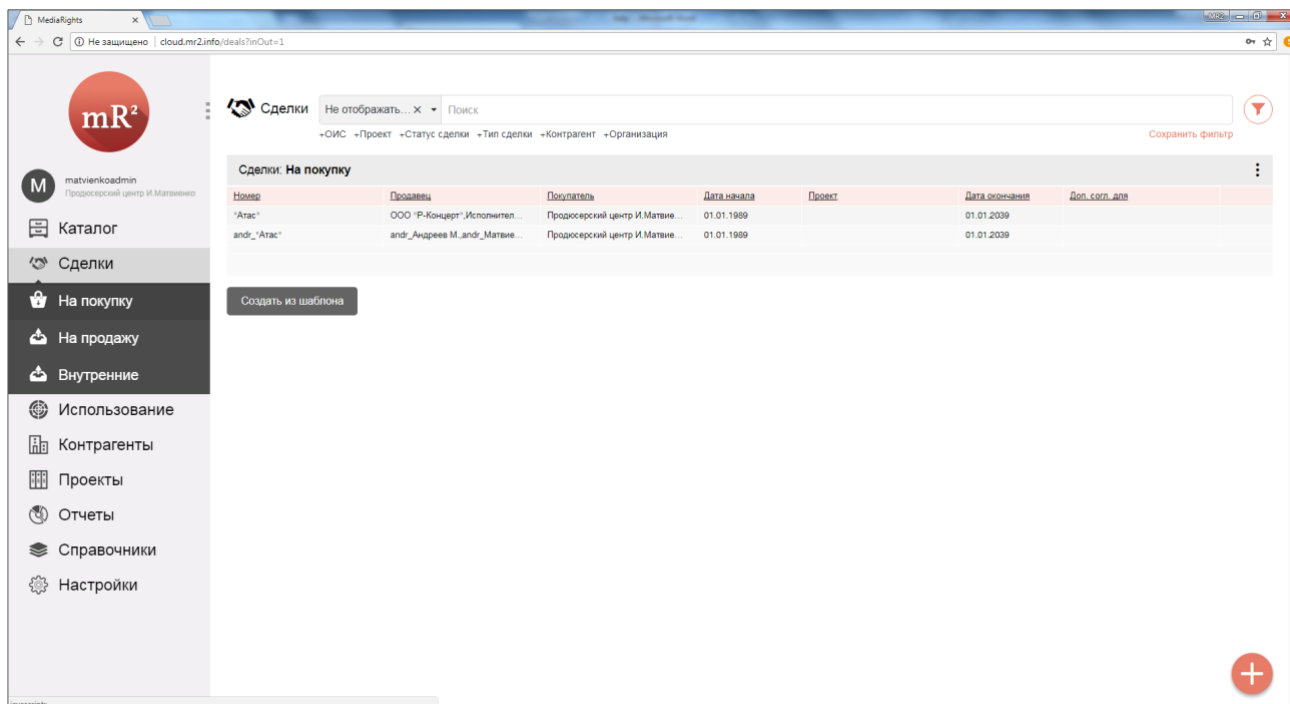 MediaRights
MR2
Не защищено cloud.mr2.info/deals?inOut=1
mR²
M
matvienkoadmin
Продюсерский центр И.Матвиенко
Каталог
Сделки
На покупку
На продажу
Внутренние
Использование
Контрагенты
Проекты
Отчеты
Справочники
Настройки
Сделки Не отображать... Поиск
+ОИС +Проект +Статус сделки +Тип сделки +Контрагент +Организация Сохранить фильтр
Сделки: На покупку
Номер Продавец Покупатель Дата начала Проект Дата окончания Доп. согл. для
"Атас" ООО "Р-Концерт",Исполнител... Продюсерский центр И.Матвие... 01.01.1989 01.01.2039
andr_"Атас" andr_Андреев М.,andr_Матвие... Продюсерский центр И.Матвие... 01.01.1989 01.01.2039
Создать из шаблона